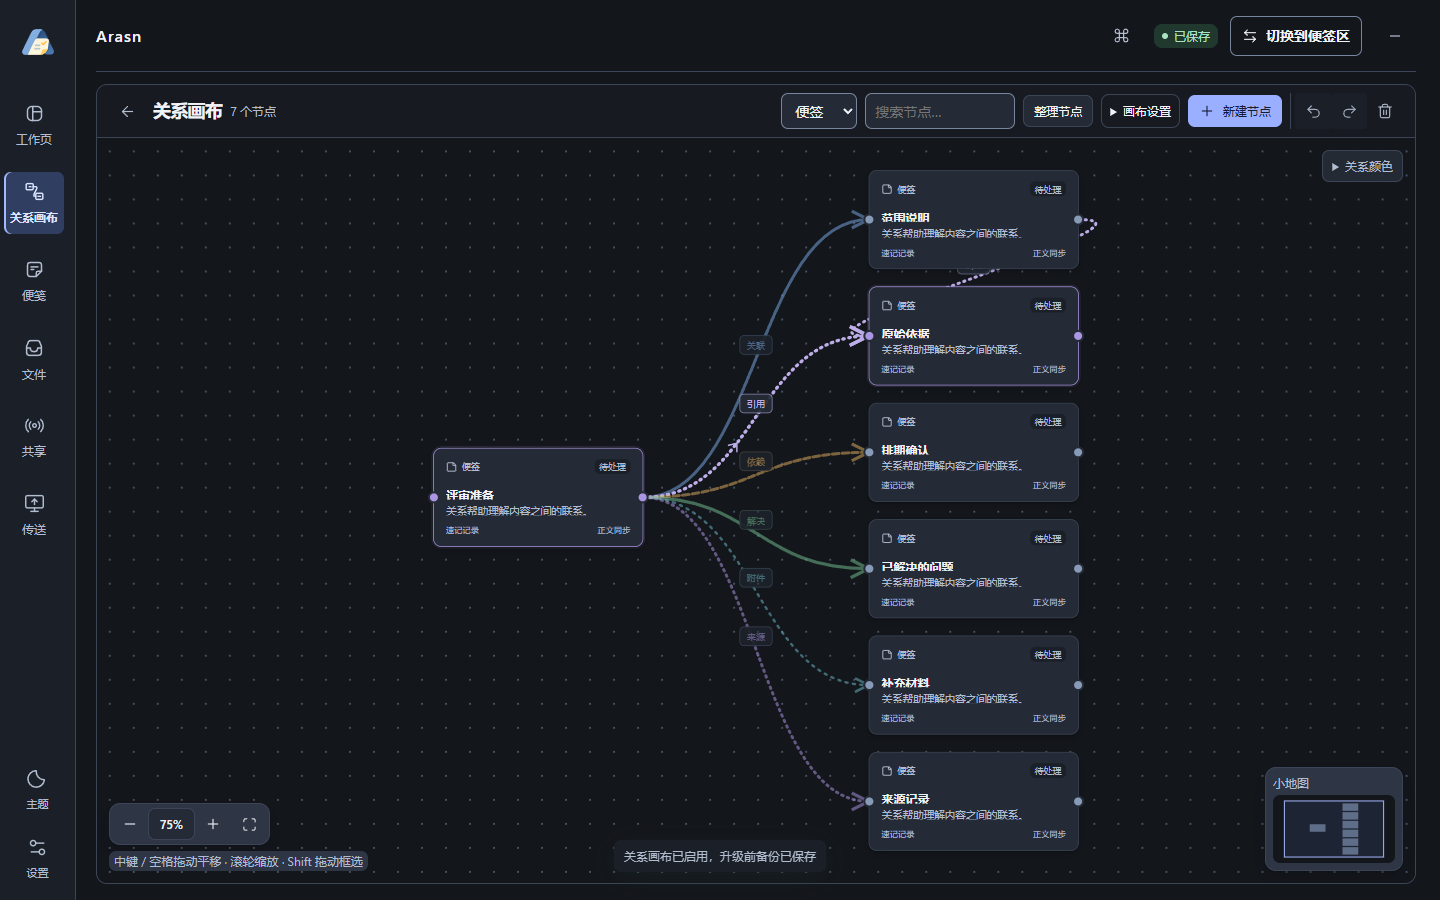 Arasn
已保存
切换到便签区
工作页
关系画布
便笺
文件
共享
传送
主题
设置
关系画布 7 个节点
便签
搜索节点...
整理节点
画布设置
新建节点
关系颜色
便签 待处理
评审准备
关系帮助理解内容之间的联系。
速记记录 正文同步
关联
引用
依赖
解决
附件
来源
便签 待处理
范围说明
关系帮助理解内容之间的联系。
速记记录 正文同步
便签 待处理
原始依据
关系帮助理解内容之间的联系。
速记记录 正文同步
便签 待处理
排期确认
关系帮助理解内容之间的联系。
速记记录 正文同步
便签 待处理
已解决的问题
关系帮助理解内容之间的联系。
速记记录 正文同步
便签 待处理
补充材料
关系帮助理解内容之间的联系。
速记记录 正文同步
便签 待处理
来源记录
关系帮助理解内容之间的联系。
速记记录 正文同步
75%
中键 / 空格拖动平移 · 滚轮缩放 · Shift 拖动框选
关系画布已启用，升级前备份已保存
小地图